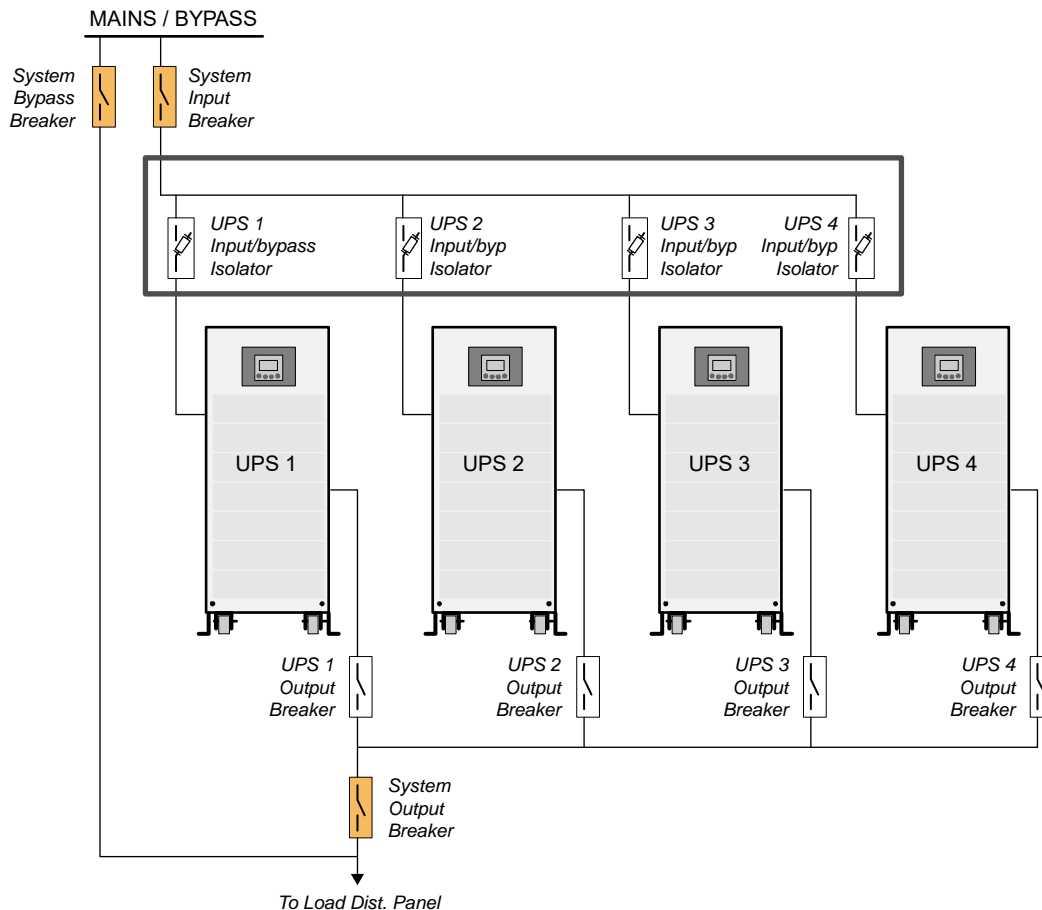 MAINS / BYPASS
System
Bypass
Breaker
System
Input
Breaker
UPS 1
Input/bypass
Isolator
UPS 2
Input/byp
Isolator
UPS 3
Input/byp
Isolator
UPS 4
Input/byp
Isolator
UPS 1
UPS 2
UPS 3
UPS 4
UPS 1
Output
Breaker
UPS 2
Output
Breaker
UPS 3
Output
Breaker
UPS 4
Output
Breaker
System
Output
Breaker
To Load Dist. Panel